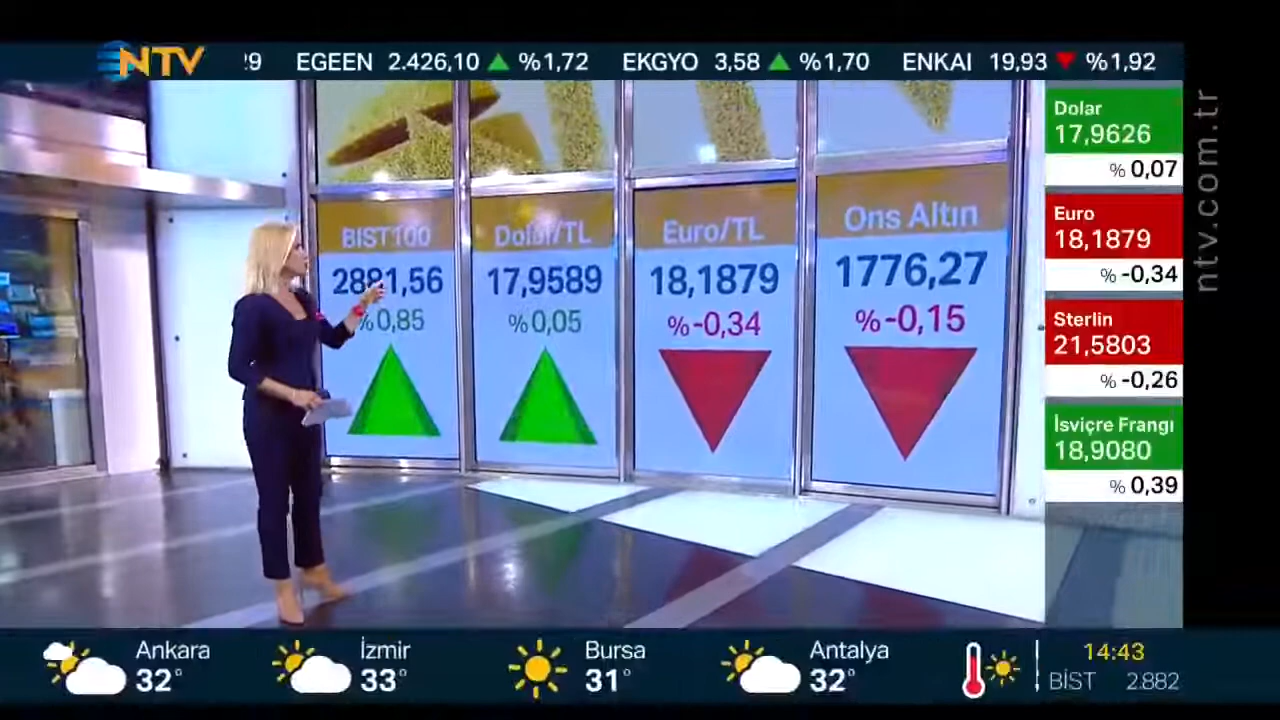 NTV
EGEEN 2.426,10 %1,72 EKGYO 3,58 %1,70 ENKAI 19,93 %1,92
Dolar
17,9626
% 0,07
Euro
18,1879
% -0,34
Sterlin
21,5803
% -0,26
İsviçre Frangı
18,9080
% 0,39
ntv.com.tr
BIST100
2881,56
%0,85
Dolar/TL
17,9589
%0,05
Euro/TL
18,1879
%-0,34
Ons Altın
1776,27
%-0,15
Ankara
32°
İzmir
33°
Bursa
31°
Antalya
32°
14:43
BİST 2.882